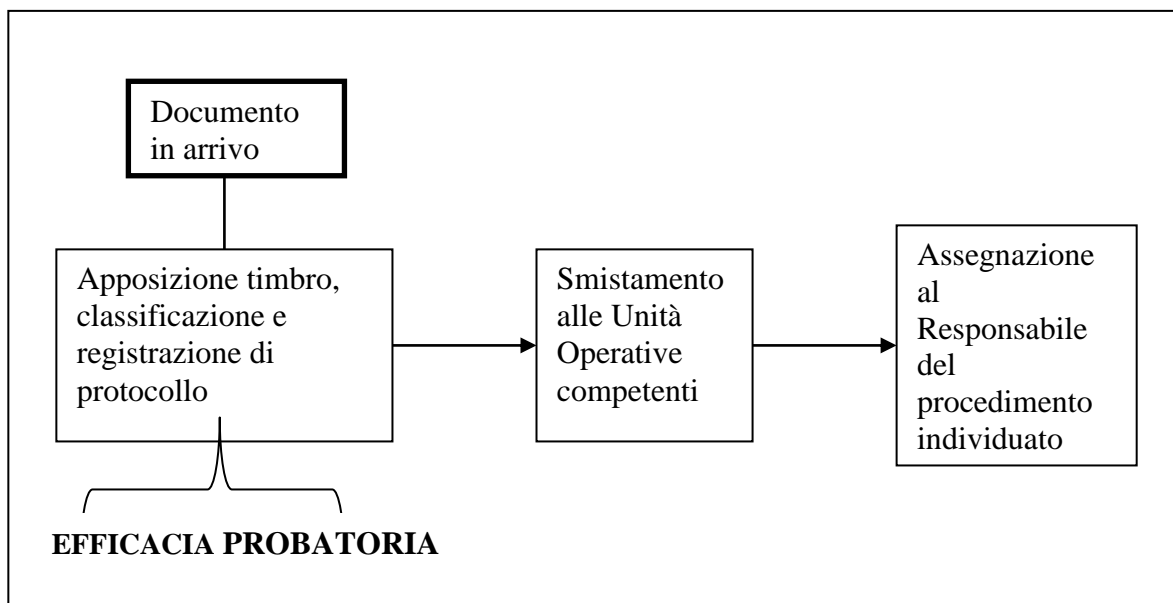 Documento
in arrivo
Apposizione timbro,
classificazione e
registrazione di
protocollo
Smistamento
alle Unità
Operative
competenti
Assegnazione
al
Responsabile
del
procedimento
individuato
EFFICACIA PROBATORIA